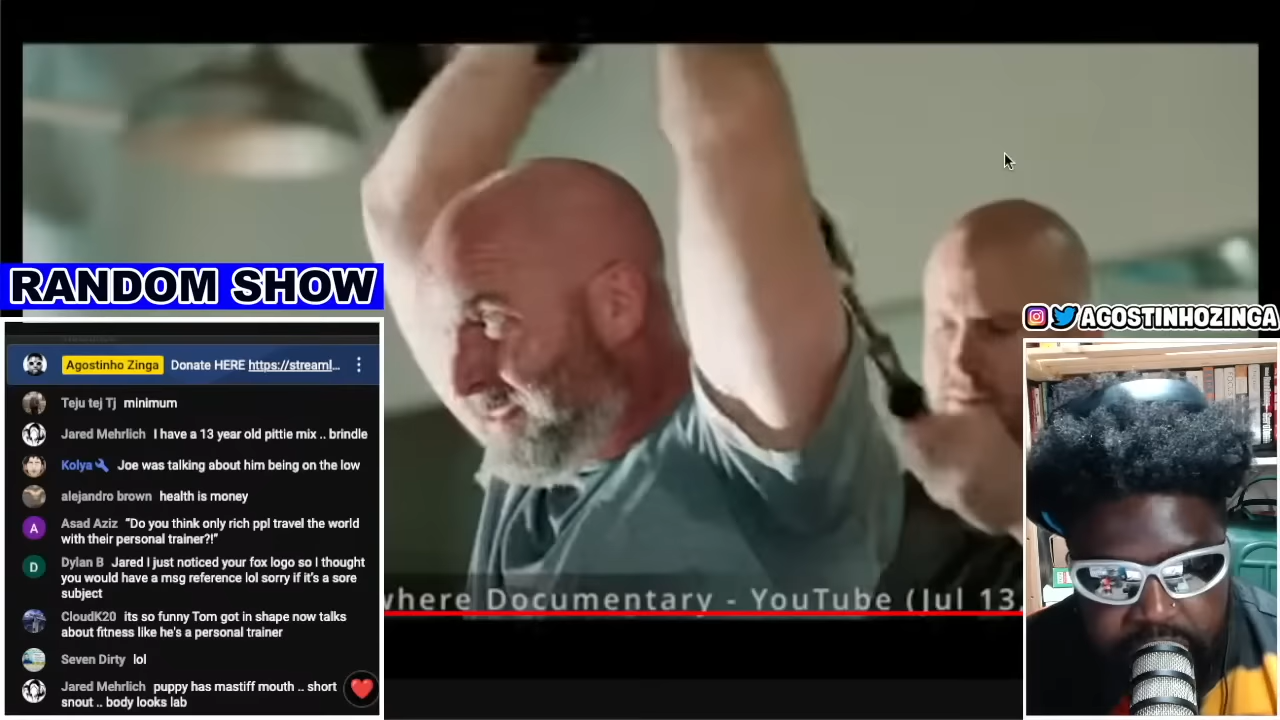 RANDOM SHOW
Agostinho Zinga Donate HERE https://streaml...
Teju tej Tj minimum
Jared Mehrlich I have a 13 year old pittie mix .. brindle
Kolya Joe was talking about him being on the low
alejandro brown health is money
A
Asad Aziz “Do you think only rich ppl travel the world
with their personal trainer?!”
D
Dylan B Jared I just noticed your fox logo so I thought
you would have a msg reference lol sorry if it's a sore
subject
CloudK20 its so funny Tom got in shape now talks
about fitness like he's a personal trainer
Seven Dirty lol
Jared Mehrlich puppy has mastiff mouth .. short
snout .. body looks lab
where Documentary - YouTube (Jul 13,
AGOSTINHOZINGA